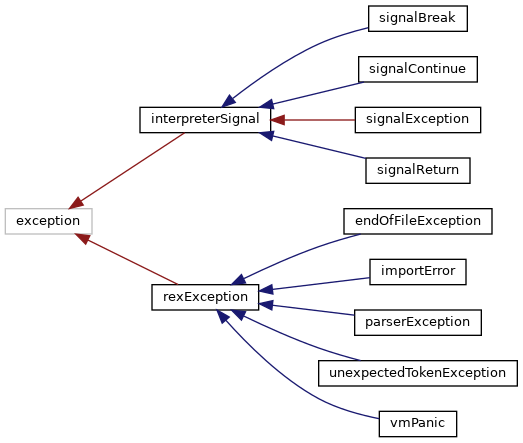 signalBreak
signalContinue
interpreterSignal
signalException
signalReturn
exception
endOfFileException
importError
rexException
parserException
unexpectedTokenException
vmPanic